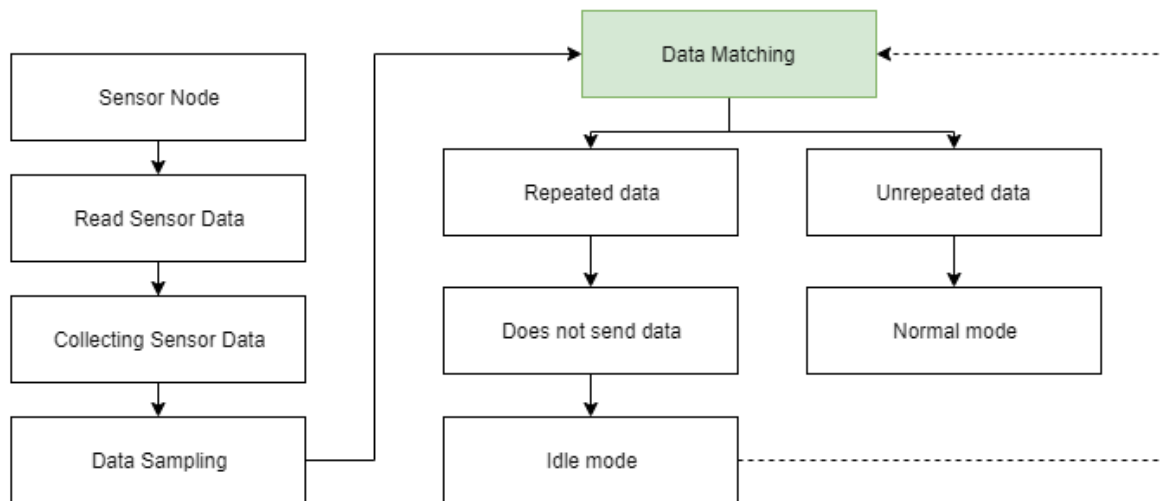 Sensor Node
Read Sensor Data
Collecting Sensor Data
Data Sampling
Data Matching
Repeated data
Unrepeated data
Does not send data
Normal mode
Idle mode